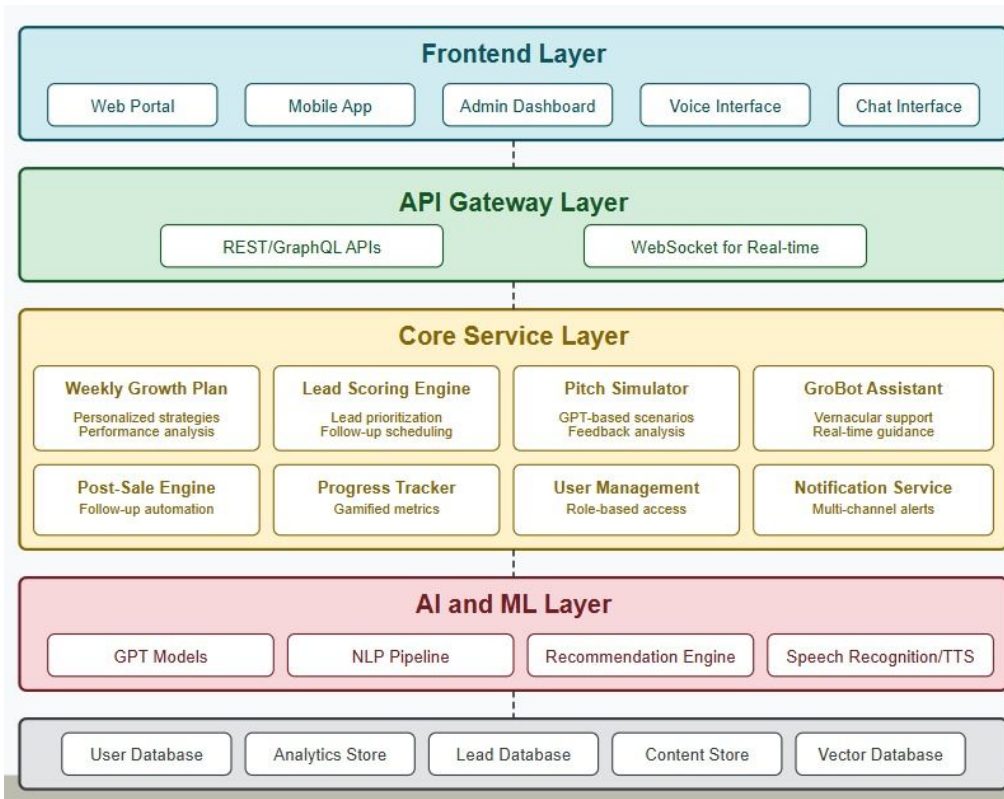 Frontend Layer
Web Portal
Mobile App
Admin Dashboard
Voice Interface
Chat Interface
API Gateway Layer
REST/GraphQL APIs
WebSocket for Real-time
Core Service Layer
Weekly Growth Plan
Personalized strategies
Performance analysis
Lead Scoring Engine
Lead prioritization
Follow-up scheduling
Pitch Simulator
GPT-based scenarios
Feedback analysis
GroBot Assistant
Vernacular support
Real-time guidance
Post-Sale Engine
Follow-up automation
Progress Tracker
Gamified metrics
User Management
Role-based access
Notification Service
Multi-channel alerts
AI and ML Layer
GPT Models
NLP Pipeline
Recommendation Engine
Speech Recognition/TTS
User Database
Analytics Store
Lead Database
Content Store
Vector Database